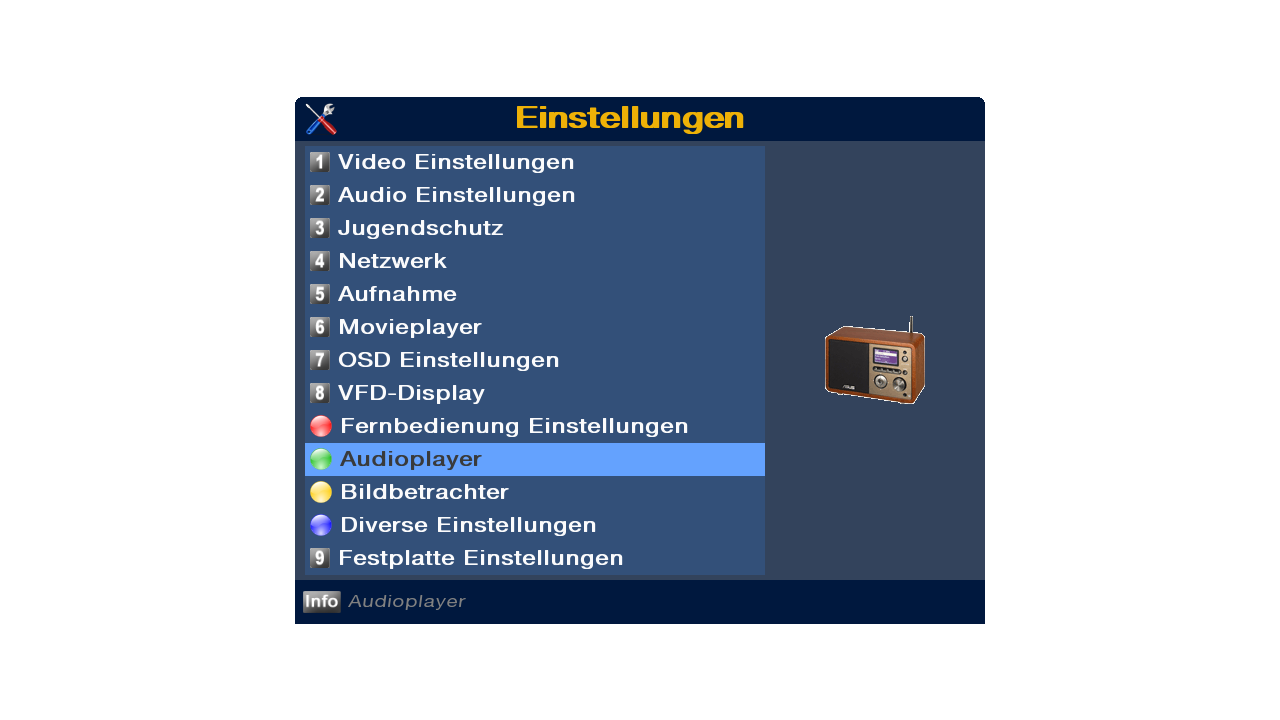 Einstellungen
1 Video Einstellungen
2 Audio Einstellungen
3 Jugendschutz
4 Netzwerk
5 Aufnahme
6 Movieplayer
7 OSD Einstellungen
8 VFD-Display
Fernbedienung Einstellungen
Audioplayer
Bildbetrachter
Diverse Einstellungen
9 Festplatte Einstellungen
Info Audioplayer